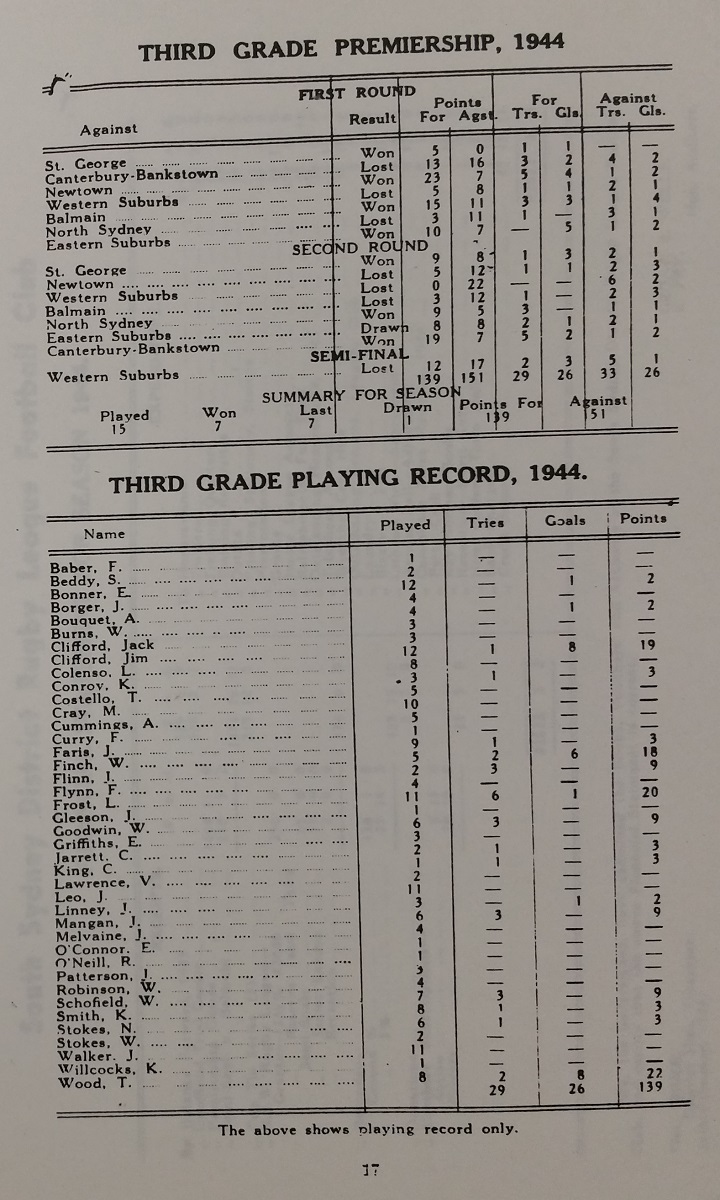 THIRD GRADE PREMIERSHIP, 1944
FIRST ROUND
Against Result Points For Agst. For Trs. Gls. Against Trs. Gls.
St. George Won 5 0 1 1 — —
Canterbury-Bankstown Lost 13 16 3 2 4 2
Newtown Won 23 7 5 4 1 2
Western Suburbs Lost 5 8 1 1 2 1
Balmain Won 15 11 3 3 1 4
North Sydney Lost 3 11 1 — 3 1
Eastern Suburbs Won 10 7 — 5 1 2
SECOND ROUND
St. George Won 9 8 1 3 2 1
Newtown Lost 5 12 1 1 2 3
Western Suburbs Lost 0 22 — — 6 2
Balmain Lost 3 12 1 — 2 3
North Sydney Won 9 5 3 — 1 1
Eastern Suburbs Drawn 8 8 2 1 2 1
Canterbury-Bankstown Won 19 7 5 2 1 2
SEMI-FINAL
Western Suburbs Lost 12 17 2 3 5 1
139 151 29 26 33 26
SUMMARY FOR SEASON
Played Won Last Drawn Points For Against
15 7 7 1 139 151
THIRD GRADE PLAYING RECORD, 1944.
Name Played Tries Goals Points
Baber, F. 1 — — —
Beddy, S. 2 — — —
Bonner, E. 12 — 1 2
Borger, J. 4 — — —
Bouquet, A. 4 — 1 2
Burns, W. 3 — — —
Clifford, Jack 3 — — —
Clifford, Jim 12 1 8 19
Colenso, L. 8 — — —
Conroy, K. 3 1 — 3
Costello, T. 5 — — —
Cray, M. 10 — — —
Cummings, A. 5 — — —
Curry, F. 1 — — —
Faris, J. 9 1 — 3
Finch, W. 5 2 6 18
Flinn, J. 2 3 — 9
Flynn, F. 4 — — —
Frost, L. 11 6 1 20
Gleeson, J. 1 — — —
Goodwin, W. 6 3 — 9
Griffiths, E. 3 — — —
Jarrett. C. 2 1 — 3
King, C. 1 1 — 3
Lawrence, V. 2 — — —
Leo, J. 11 — — —
Linney, J. 3 — 1 2
Mangan, J. 6 3 — 9
Melvaine, J. 4 — — —
O'Connor. E. 1 — — —
O'Neill, R. 1 — — —
Patterson, J. 3 — — —
Robinson, W. 4 — — —
Schofield, W. 7 3 — 9
Smith, K. 8 1 — 3
Stokes, N. 6 1 — 3
Stokes, W. 2 — — —
Walker. J. 11 — — —
Willcocks, K. 1 — — —
Wood, T. 8 2 8 22
29 26 139
The above shows playing record only.
17